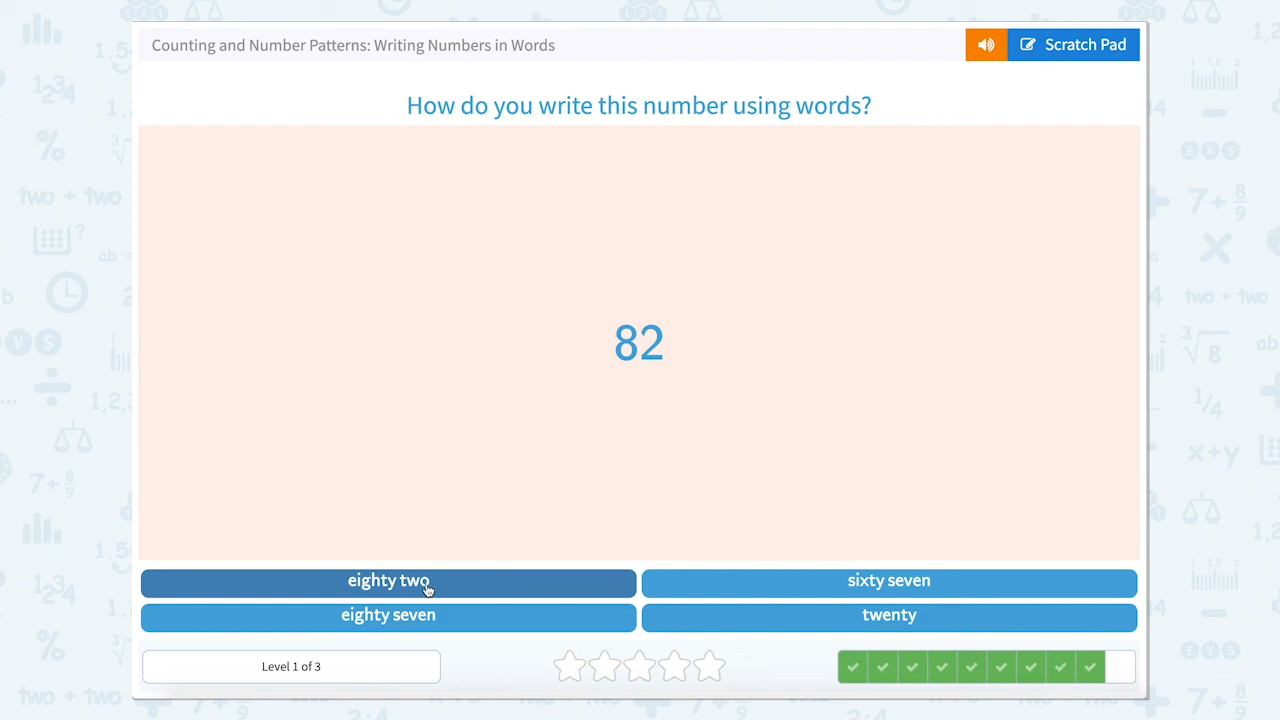 Counting and Number Patterns: Writing Numbers in Words
Scratch Pad
How do you write this number using words?
82
eighty two
sixty seven
eighty seven
twenty
Level 1 of 3